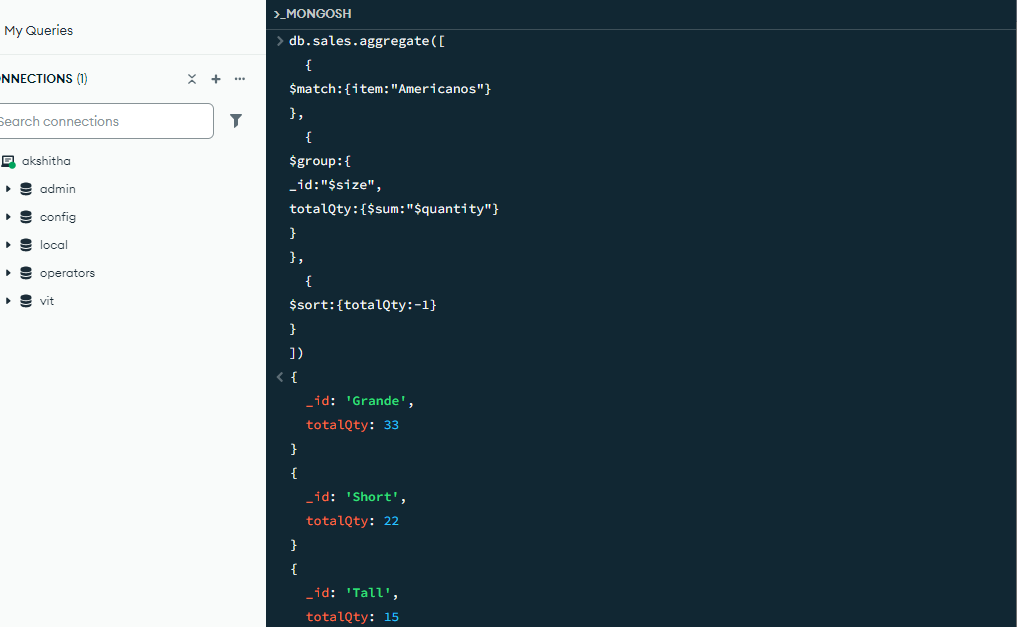 My Queries
NNECTIONS (1)
Search connections
akshitha
admin
config
local
operators
vit
>_MONGOSH
> db.sales.aggregate([
{
$match:{item:"Americanos"}
},
{
$group:{
_id:"$size",
totalQty:{$sum:"$quantity"}
}
},
{
$sort:{totalQty:-1}
}
])
< {
_id: 'Grande',
totalQty: 33
}
{
_id: 'Short',
totalQty: 22
}
{
_id: 'Tall',
totalQty: 15